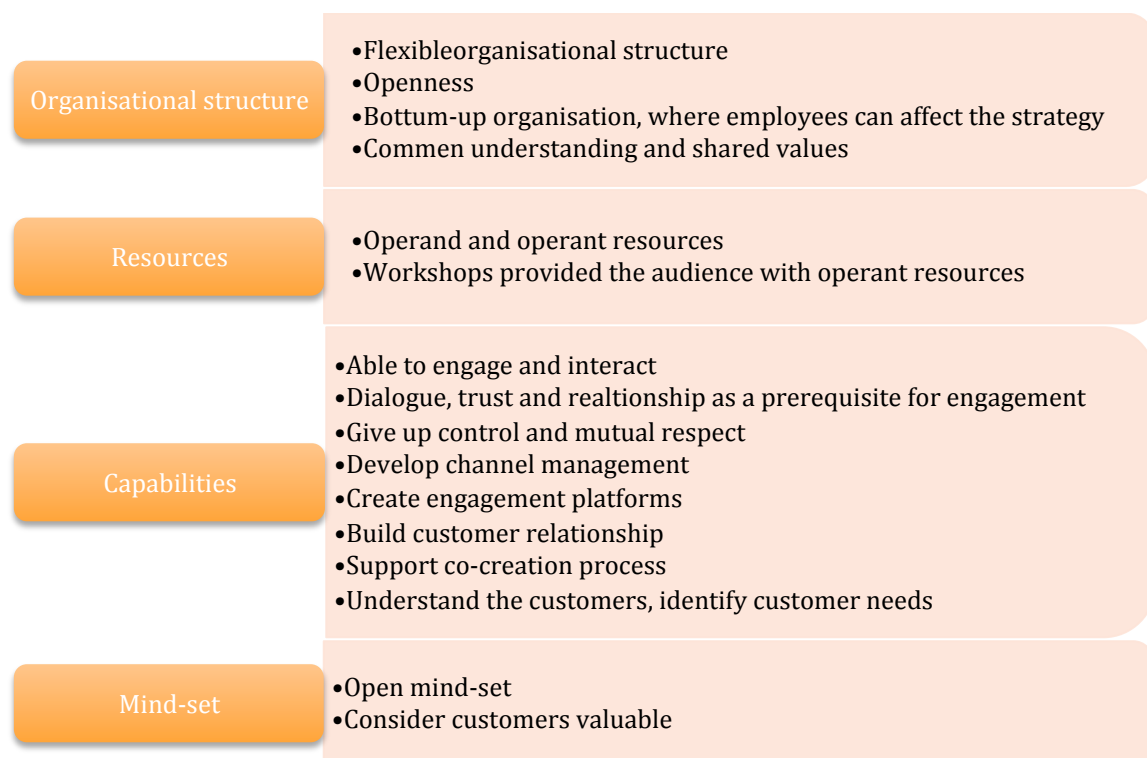 Organisational structure
•Flexibleorganisational structure
•Openness
•Bottum-up organisation, where employees can affect the strategy
•Commen understanding and shared values
Resources
•Operand and operant resources
•Workshops provided the audience with operant resources
Capabilities
•Able to engage and interact
•Dialogue, trust and realtionship as a prerequisite for engagement
•Give up control and mutual respect
•Develop channel management
•Create engagement platforms
•Build customer relationship
•Support co-creation process
•Understand the customers, identify customer needs
Mind-set
•Open mind-set
•Consider customers valuable